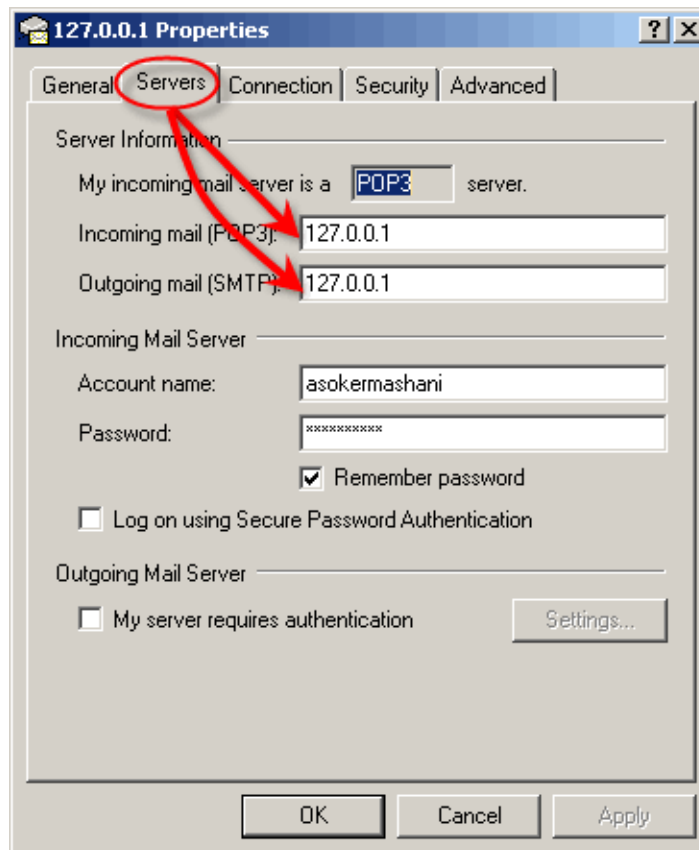 127.0.0.1 Properties
General Servers Connection Security Advanced
Server Information
My incoming mail server is a POP3 server.
Incoming mail (POP3): 127.0.0.1
Outgoing mail (SMTP): 127.0.0.1
Incoming Mail Server
Account name: asokermashani
Password: **********
Remember password
Log on using Secure Password Authentication
Outgoing Mail Server
My server requires authentication Settings...
OK Cancel Apply